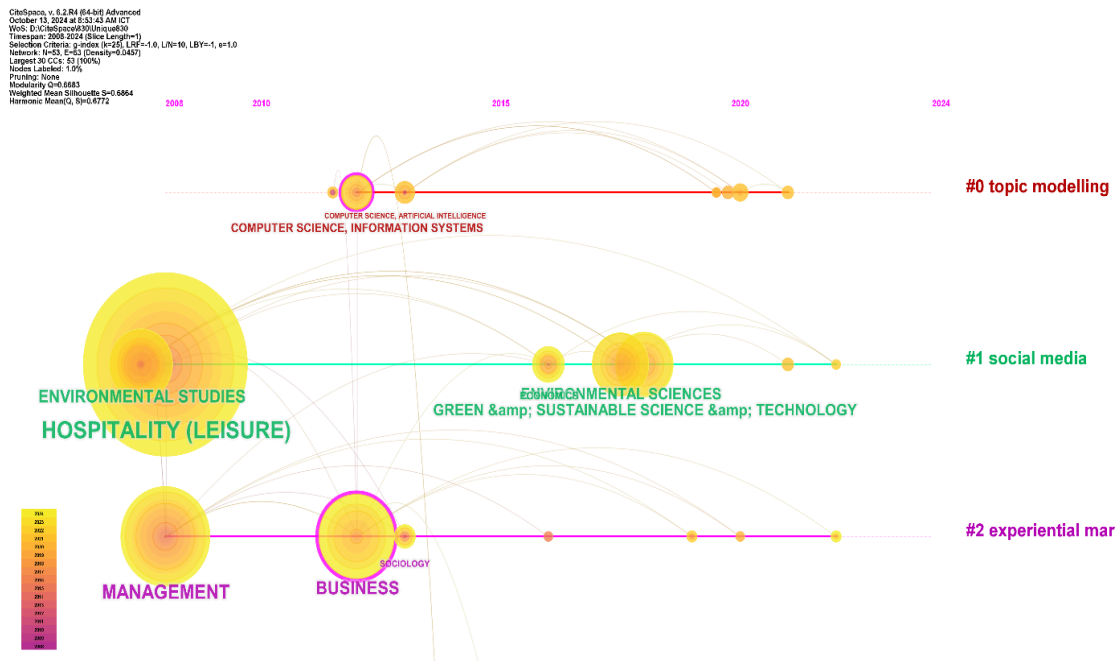 CiteSpace, v. 6.2.R4 (64-bit) Advanced
October 13, 2024 at 8:53:43 AM ICT
WoS: D:\CiteSpace\830\Unique830
Timespan: 2008-2024 (Slice Length=1)
Selection Criteria: g-index (k=25), LRF=-1.0, L/N=10, LBY=-1, e=1.0
Network: N=53, E=63 (Density=0.0457)
Largest 30 CCs: 53 (100%)
Nodes Labeled: 1.0%
Pruning: None
Modularity Q=0.6683
Weighted Mean Silhouette S=0.6864
Harmonic Mean(Q, S)=0.6772
2008
2010
2015
2020
2024
#0 topic modelling
COMPUTER SCIENCE, ARTIFICIAL INTELLIGENCE
COMPUTER SCIENCE, INFORMATION SYSTEMS
#1 social media
ENVIRONMENTAL STUDIES
ECONOMICS
ENVIRONMENTAL SCIENCES
GREEN &amp; SUSTAINABLE SCIENCE &amp; TECHNOLOGY
HOSPITALITY (LEISURE)
#2 experiential mar
SOCIOLOGY
MANAGEMENT
BUSINESS